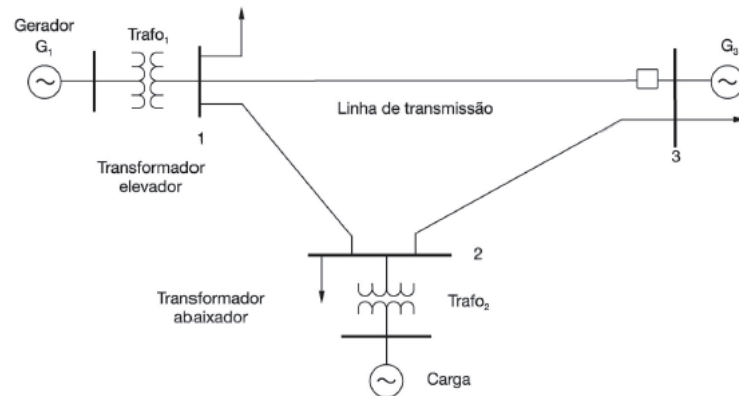 Gerador
G₁
Trafo₁
G₃
Linha de transmissão
1
3
Transformador
elevador
2
Transformador
abaixador
Trafo₂
Carga